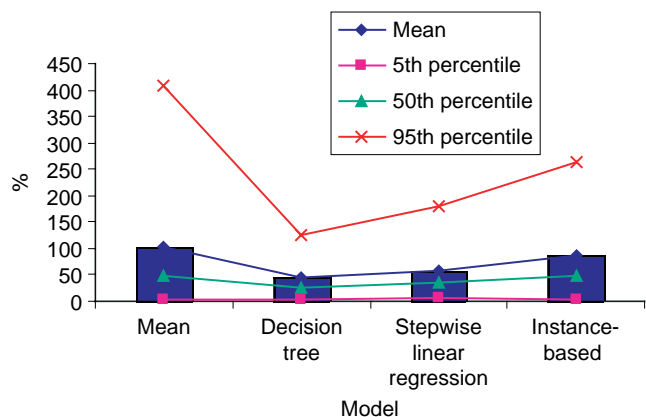 Mean
5th percentile
50th percentile
95th percentile
450
400
350
300
250
200
150
100
50
0
%
Mean
Decision
tree
Stepwise
linear
regression
Instance-
based
Model